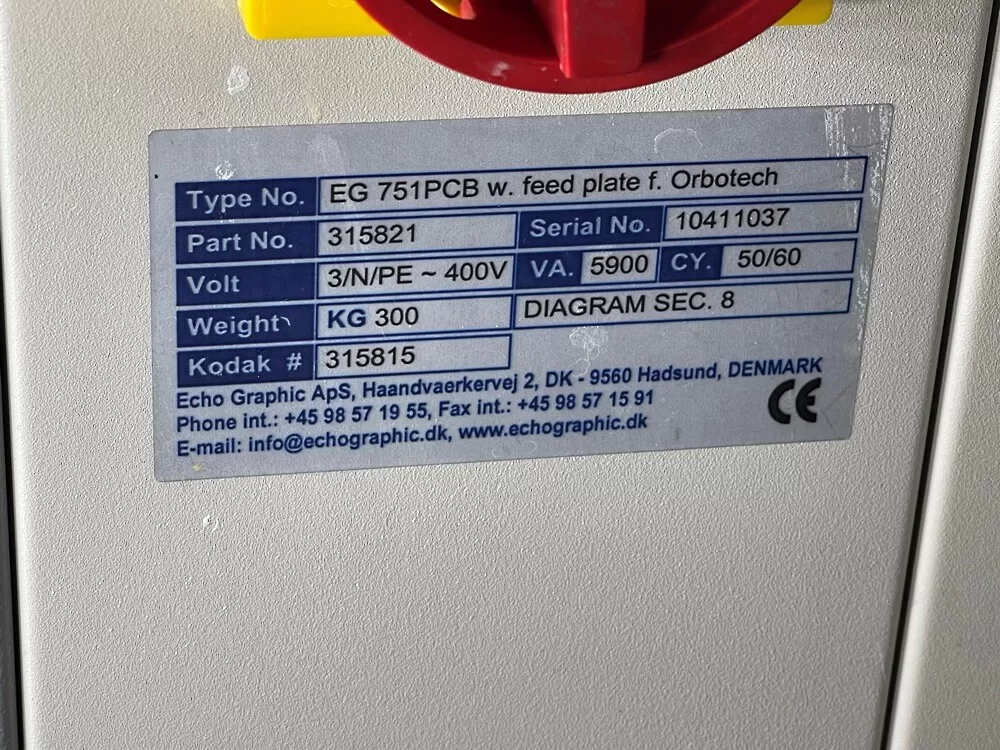 Type No. EG 751PCB w. feed plate f. Orbotech
Part No. 315821 Serial No. 10411037
Volt 3/N/PE ~ 400V VA. 5900 CY. 50/60
Weight KG 300 DIAGRAM SEC. 8
Kodak # 315815
Echo Graphic ApS, Haandvaerkervej 2, DK - 9560 Hadsund, DENMARK
Phone int.: +45 98 57 19 55, Fax int.: +45 98 57 15 91
E-mail: info@echographic.dk, www.echographic.dk
CE